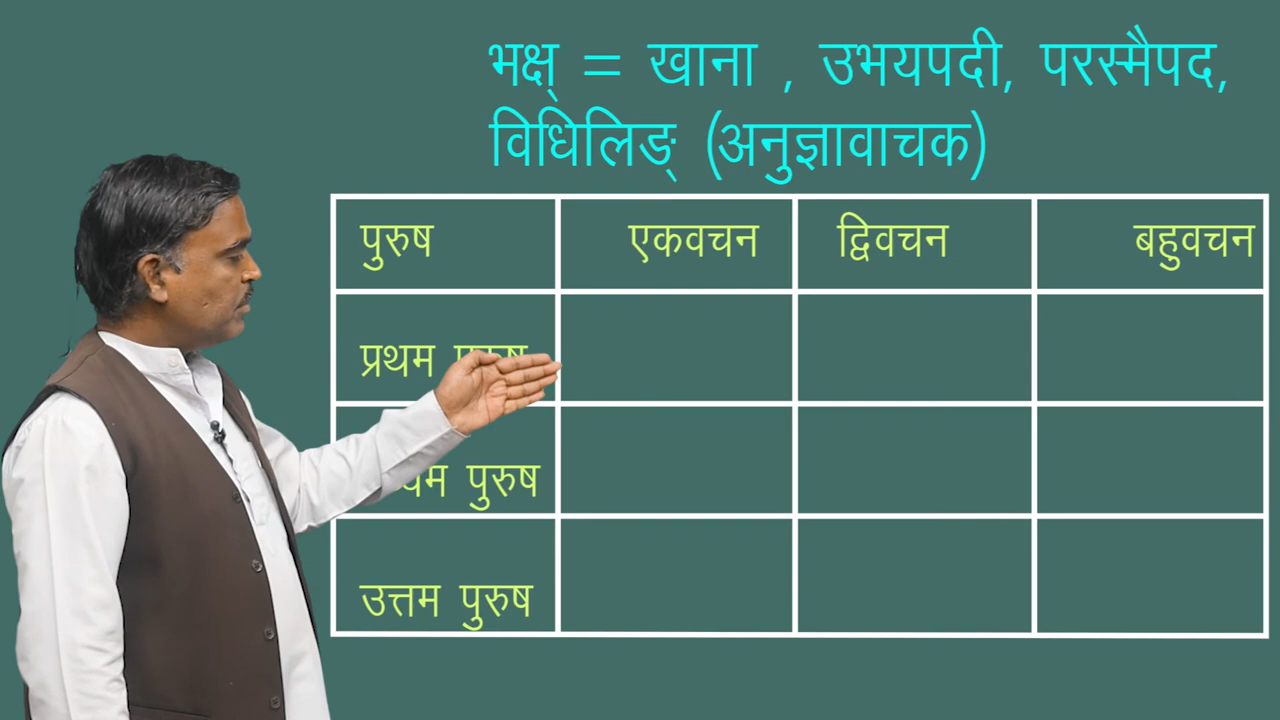 भक्ष् = खाना , उभयपदी, परस्मैपद,
विधिलिङ् (अनुज्ञावाचक)
पुरुष एकवचन द्विवचन बहुवचन
प्रथम पुरुष
पुरुष
उत्तम पुरुष